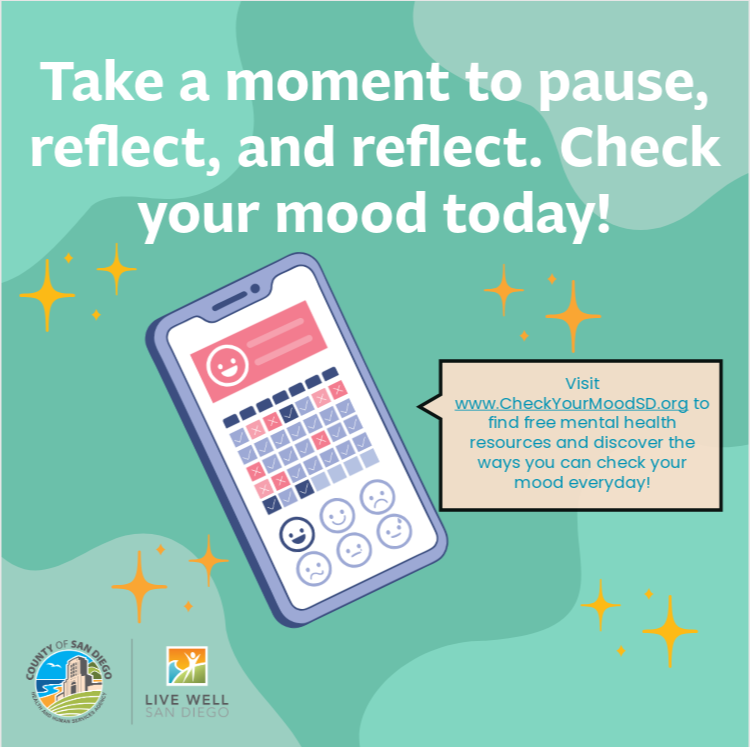 Take a moment to pause,
reflect, and reflect. Check
your mood today!
Visit
www.CheckYourMoodSD.org to
find free mental health
resources and discover the
ways you can check your
mood everyday!
COUNTY OF SAN DIEGO
HEALTH AND HUMAN SERVICES AGENCY
LIVE WELL
SAN DIEGO